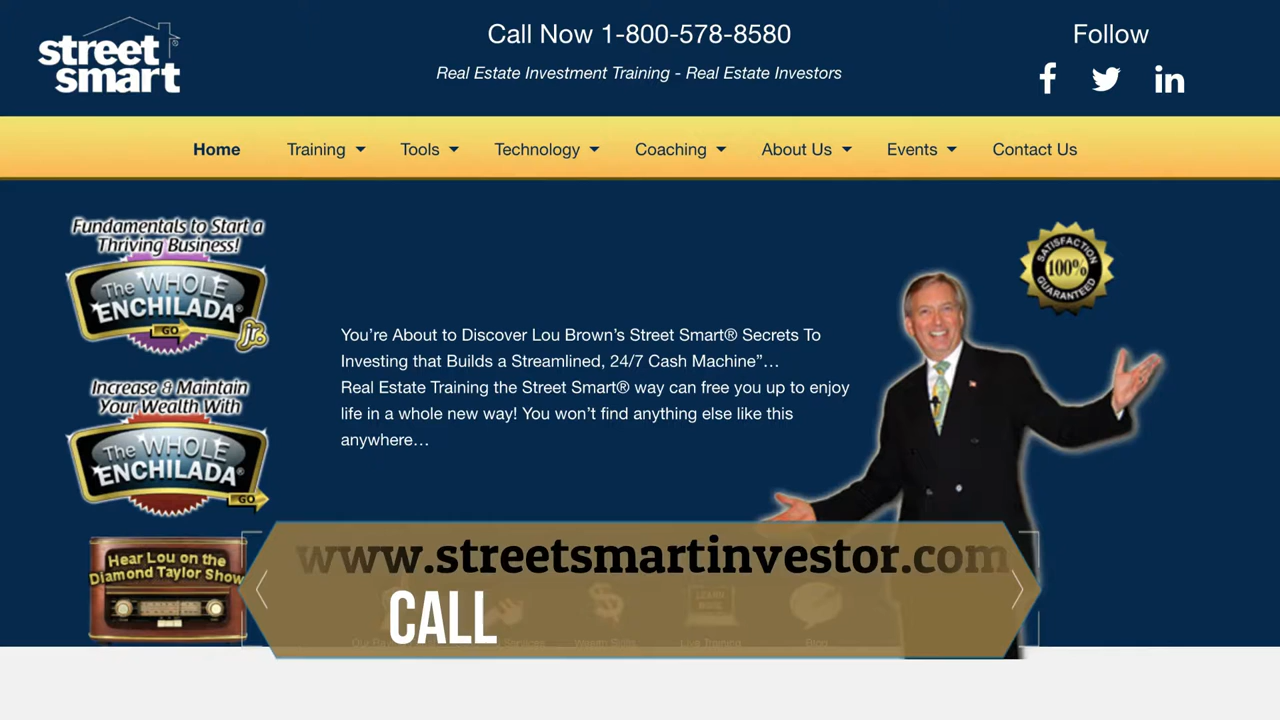 street
smart
Call Now 1-800-578-8580
Real Estate Investment Training - Real Estate Investors
Follow
Home Training Tools Technology Coaching About Us Events Contact Us
Fundamentals to Start a
Thriving Business!
The WHOLE
ENCHILADA®
GO
jr.
Increase & Maintain
Your Wealth With
The WHOLE
ENCHILADA®
GO
Hear Lou on the
Diamond Taylor Show
You're About to Discover Lou Brown's Street Smart® Secrets To
Investing that Builds a Streamlined, 24/7 Cash Machine”…
Real Estate Training the Street Smart® way can free you up to enjoy
life in a whole new way! You won't find anything else like this
anywhere…
SATISFACTION
100%
GUARANTEED
www.streetsmartinvestor.com
CALL
LEARN
MORE
Live Training
Blog